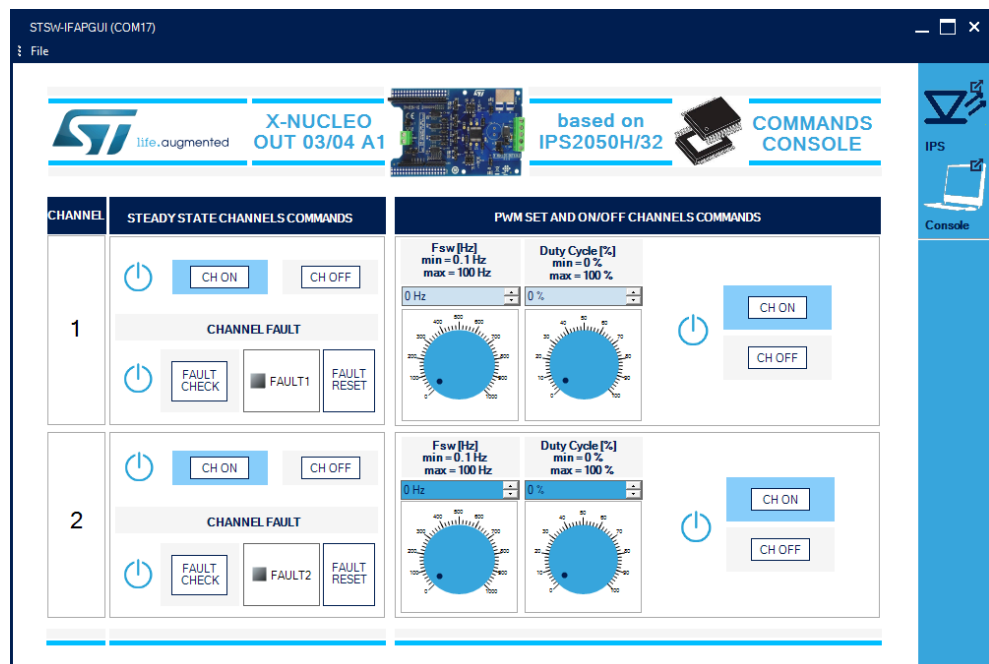 STSW-IFAPGUI (COM17)
File
life.augmented
X-NUCLEO
OUT 03/04 A1
based on
IPS2050H/32
COMMANDS
CONSOLE
IPS
Console
CHANNEL
STEADY STATE CHANNELS COMMANDS
PWM SET AND ON/OFF CHANNELS COMMANDS
1
CH ON
CH OFF
CHANNEL FAULT
FAULT
CHECK
FAULT1
FAULT
RESET
Fsw [Hz]
min = 0.1 Hz
max = 100 Hz
Duty Cycle [%]
min = 0 %
max = 100 %
0 Hz
0 %
CH ON
CH OFF
2
CH ON
CH OFF
CHANNEL FAULT
FAULT
CHECK
FAULT2
FAULT
RESET
Fsw [Hz]
min = 0.1 Hz
max = 100 Hz
Duty Cycle [%]
min = 0 %
max = 100 %
0 Hz
0 %
CH ON
CH OFF